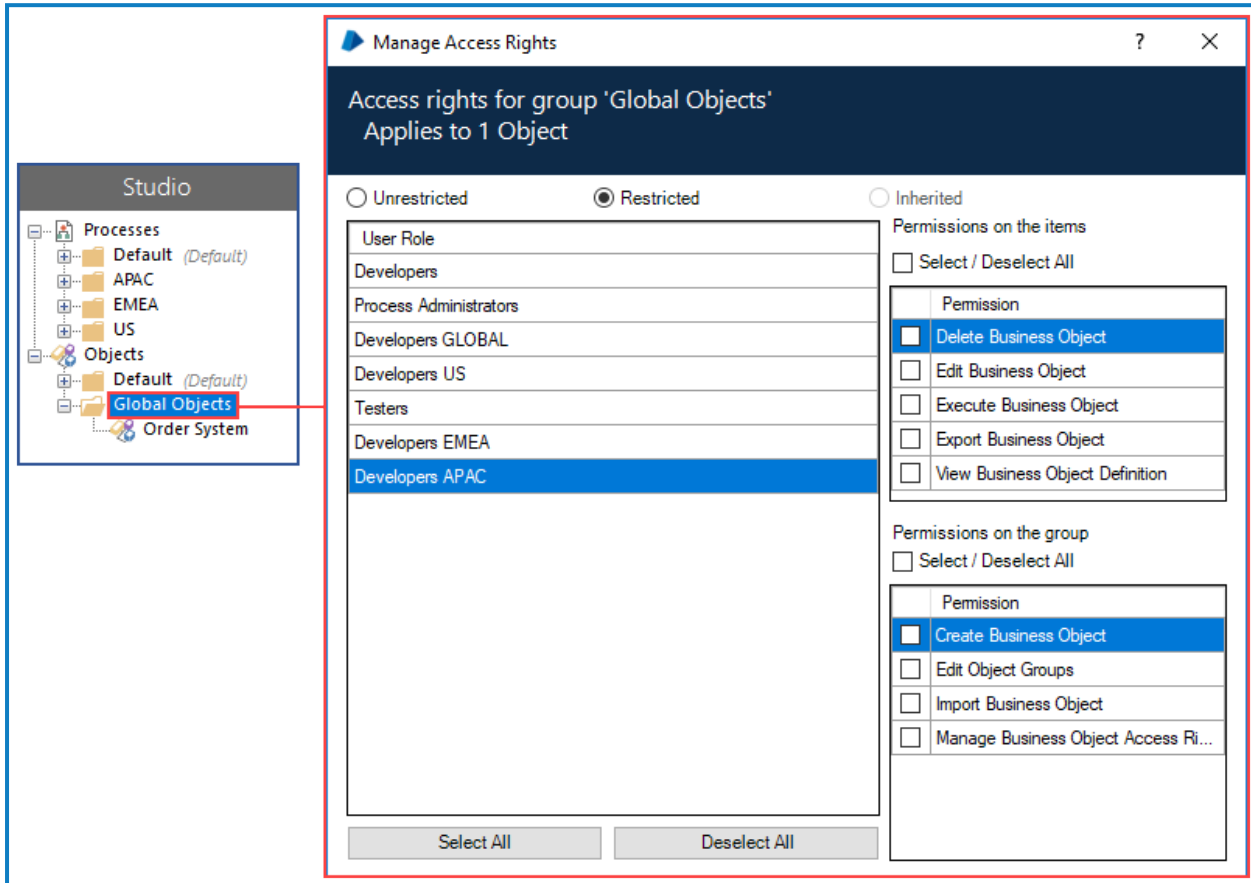 Manage Access Rights
?
Access rights for group 'Global Objects'
Applies to 1 Object
Studio
Processes
Default (Default)
APAC
EMEA
US
Objects
Default (Default)
Global Objects
Order System
Unrestricted
Restricted
Inherited
User Role
Developers
Process Administrators
Developers GLOBAL
Developers US
Testers
Developers EMEA
Developers APAC
Select All
Deselect All
Permissions on the items
Select / Deselect All
Permission
Delete Business Object
Edit Business Object
Execute Business Object
Export Business Object
View Business Object Definition
Permissions on the group
Select / Deselect All
Permission
Create Business Object
Edit Object Groups
Import Business Object
Manage Business Object Access Ri...